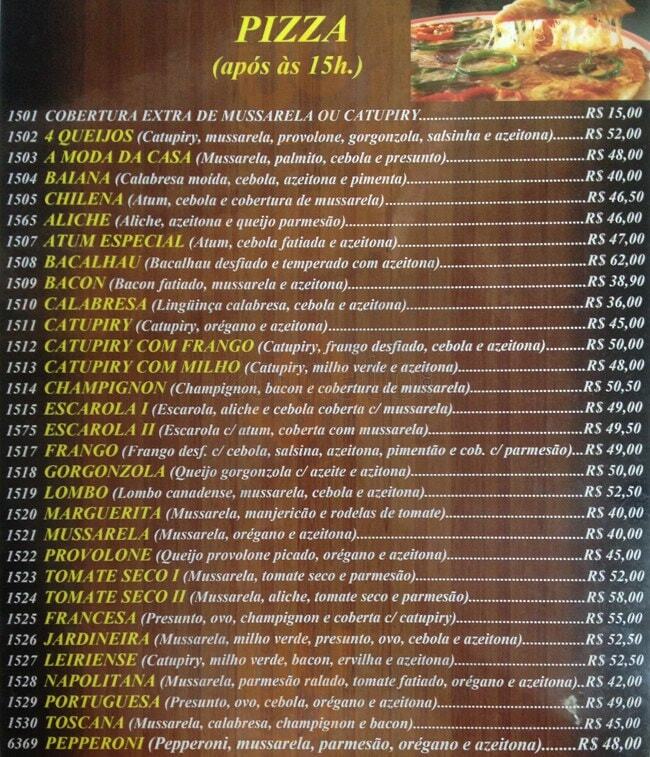 PIZZA
(após às 15h.)
1501 COBERTURA EXTRA DE MUSSARELA OU CATUPIRY R$ 15,00
1502 4 QUEIJOS (Catupiry, mussarela, provolone, gorgonzola, salsinha e azeitona) R$ 52,00
1503 A MODA DA CASA (Mussarela, palmito, cebola e presunto) R$ 48,00
1504 BAIANA (Calabresa moída, cebola, azeitona e pimenta) R$ 40,00
1505 CHILENA (Atum, cebola e cobertura de mussarela) R$ 46,50
1565 ALICHE (Aliche, azeitona e queijo parmesão) R$ 46,00
1507 ATUM ESPECIAL (Atum, cebola fatiada e azeitona) R$ 47,00
1508 BACALHAU (Bacalhau desfiado e temperado com azeitona) R$ 62,00
1509 BACON (Bacon fatiado, mussarela e azeitona) R$ 38,90
1510 CALABRESA (Lingüinça calabresa, cebola e azeitona) R$ 36,00
1511 CATUPIRY (Catupiry, orégano e azeitona) R$ 45,00
1512 CATUPIRY COM FRANGO (Catupiry, frango desfiado, cebola e azeitona) R$ 50,00
1513 CATUPIRY COM MILHO (Catupiry, milho verde e azeitona) R$ 48,00
1514 CHAMPIGNON (Champignon, bacon e cobertura de mussarela) R$ 50,50
1515 ESCAROLA I (Escarola, aliche e cebola coberta c/ mussarela) R$ 49,00
1575 ESCAROLA II (Escarola c/ atum, coberta com mussarela) R$ 49,50
1517 FRANGO (Frango desf. c/ cebola, salsina, azeitona, pimentão e cob. c/ parmesão) R$ 49,00
1518 GORGONZOLA (Queijo gorgonzola c/ azeite e azitona) R$ 50,00
1519 LOMBO (Lombo canadense, mussarela, cebola e azeitona) R$ 52,50
1520 MARGUERITA (Mussarela, manjericão e rodelas de tomate) R$ 40,00
1521 MUSSARELA (Mussarela, orégano e azeitona) R$ 40,00
1522 PROVOLONE (Queijo provolone picado, orégano e azeitona) R$ 45,00
1523 TOMATE SECO I (Mussarela, tomate seco e parmesão) R$ 52,00
1524 TOMATE SECO II (Mussarela, aliche, tomate seco e parmesão) R$ 58,00
1525 FRANCESA (Presunto, ovo, champignon e coberta c/ catupiry) R$ 55,00
1526 JARDINEIRA (Mussarela, milho verde, presunto, ovo, cebola e azeitona) R$ 52,50
1527 LEIRIENSE (Catupiry, milho verde, bacon, ervilha e azeitona) R$ 52,50
1528 NAPOLITANA (Mussarela, parmesão ralado, tomate fatiado, orégano e azeitona) R$ 42,00
1529 PORTUGUESA (Presunto, ovo, cebola, orégano e azeitona) R$ 49,00
1530 TOSCANA (Mussarela, calabresa, champignon e bacon) R$ 45,00
6369 PEPPERONI (Pepperoni, mussarela, parmesão, orégano e azeitona) R$ 48,00